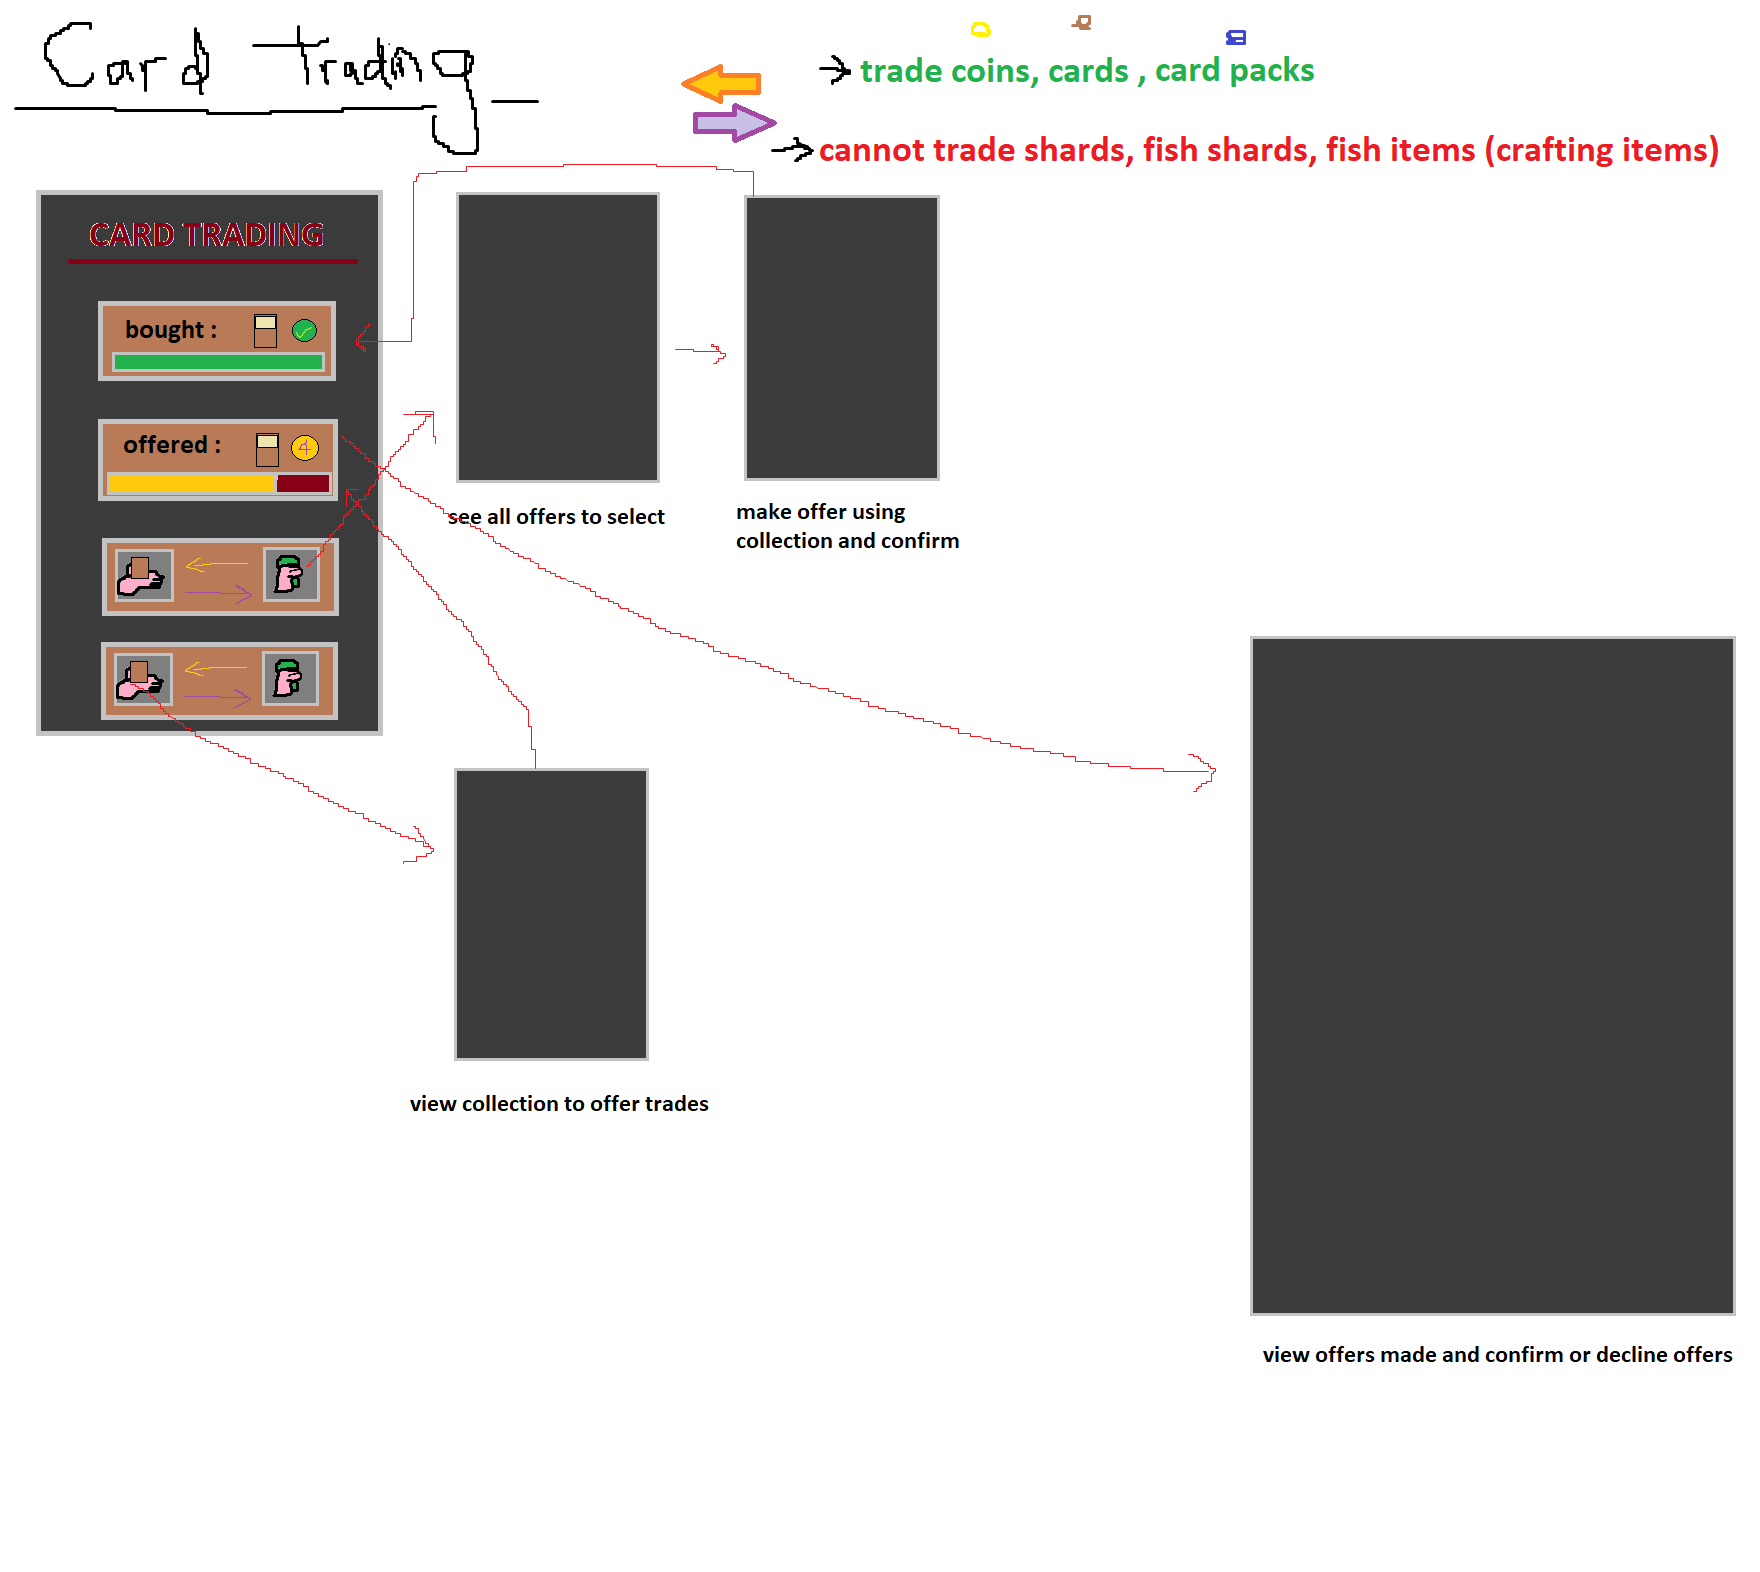 Card Trading
→ trade coins, cards , card packs
→ cannot trade shards, fish shards, fish items (crafting items)
CARD TRADING
bought :
offered :
4
see all offers to select
make offer using
collection and confirm
view collection to offer trades
view offers made and confirm or decline offers